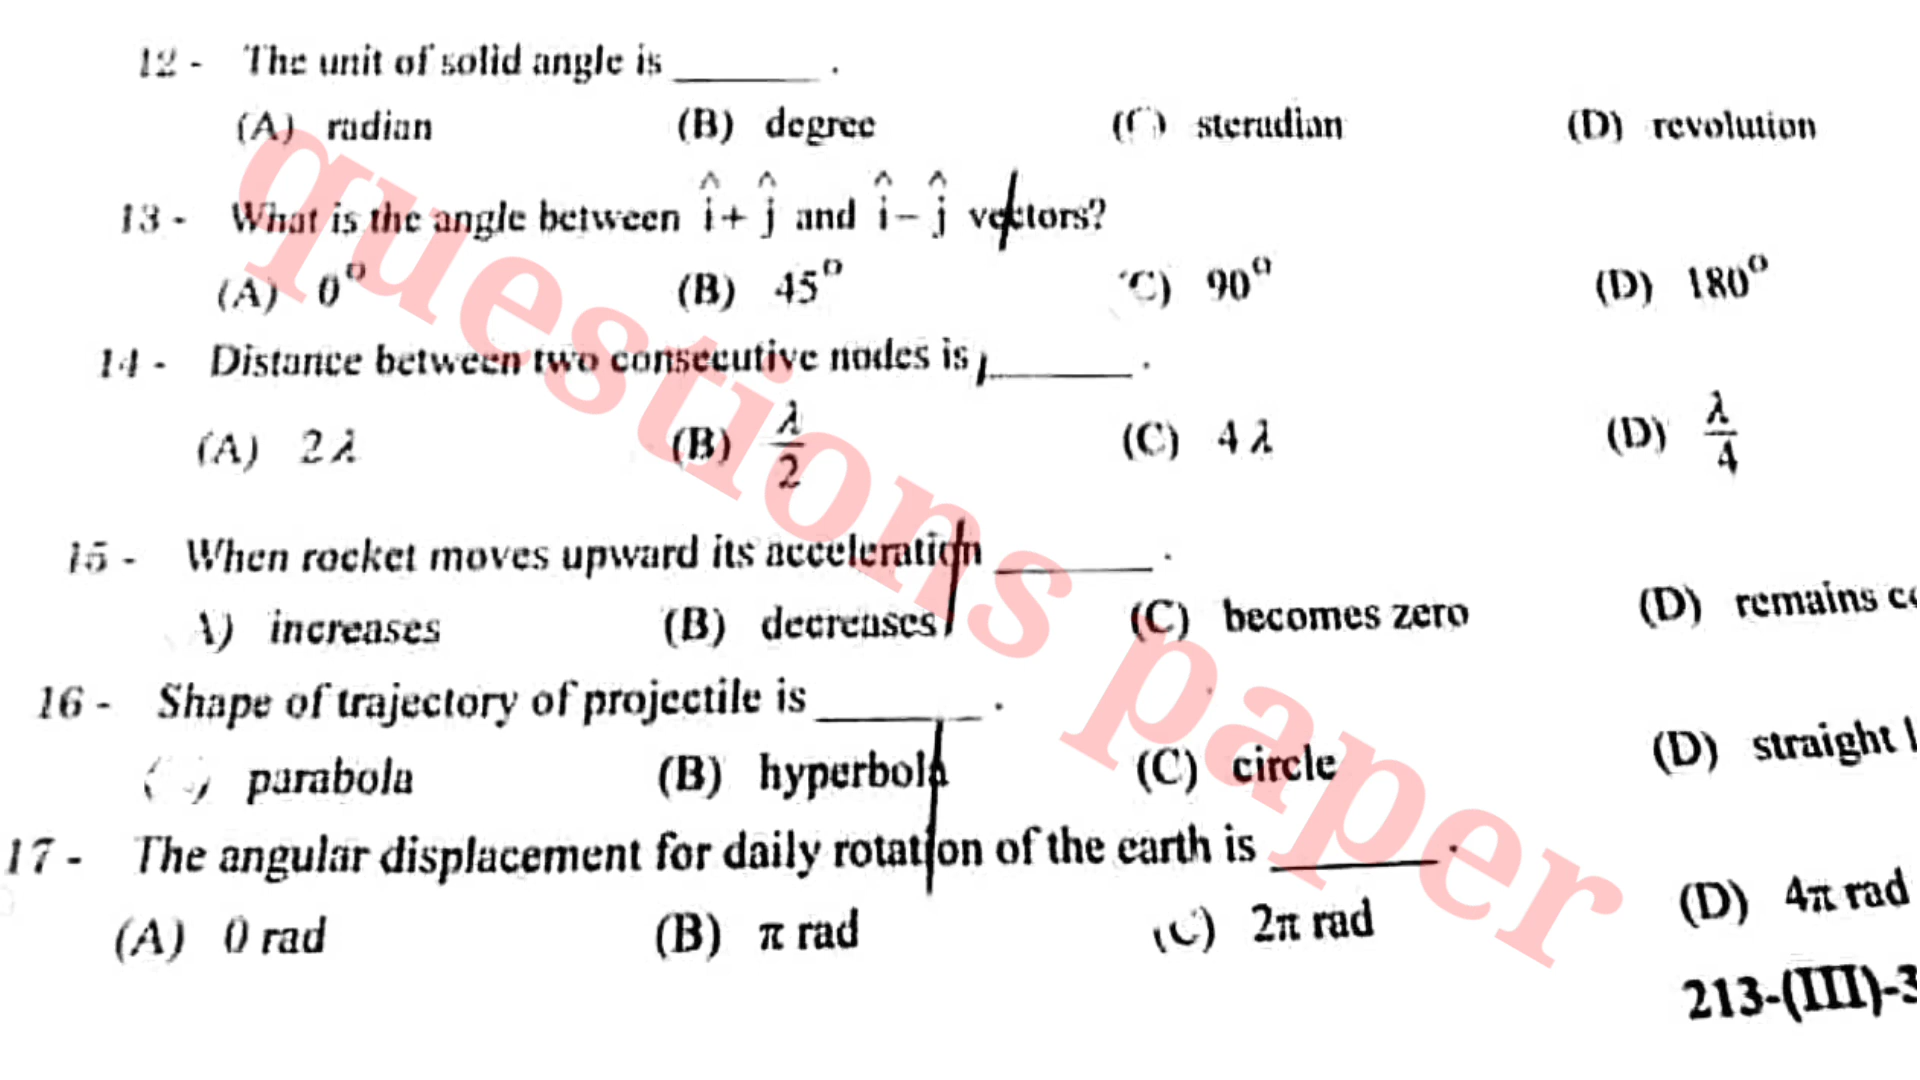 12 - The unit of solid angle is ______ .
(A) radian (B) degree (C) steradian (D) revolution
13 - What is the angle between î + ĵ and î − ĵ vectors?
(A) 0° (B) 45° (C) 90° (D) 180°
14 - Distance between two consecutive nodes is ______ .
(A) 2λ (B) λ/2 (C) 4λ (D) λ/4
15 - When rocket moves upward its acceleration ______ .
A) increases (B) decreases (C) becomes zero (D) remains
16 - Shape of trajectory of projectile is ______ .
parabola (B) hyperbola (C) circle (D) straight
17 - The angular displacement for daily rotation of the earth is ______ .
(A) 0 rad (B) π rad (C) 2π rad (D) 4π rad
213-(III)-3
questions paper